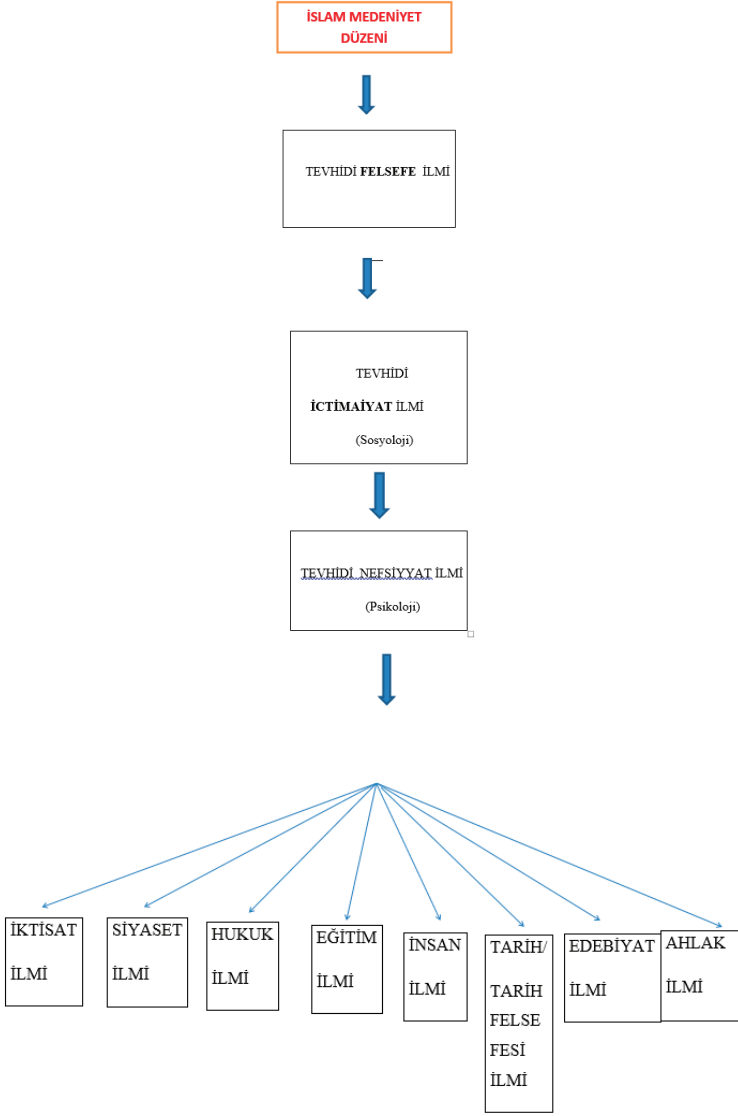 İSLAM MEDENİYET
DÜZENİ
TEVHİDİ FELSEFE İLMİ
TEVHİDİ
İCTİMAİYAT İLMİ
(Sosyoloji)
TEVHİDİ NEFSİYYAT İLMİ
(Psikoloji)
İKTİSAT
İLMİ
SİYASET
İLMİ
HUKUK
İLMİ
EĞİTİM
İLMİ
İNSAN
İLMİ
TARİH/
TARİH
FELSE
FESİ
İLMİ
EDEBİYAT
İLMİ
AHLAK
İLMİ